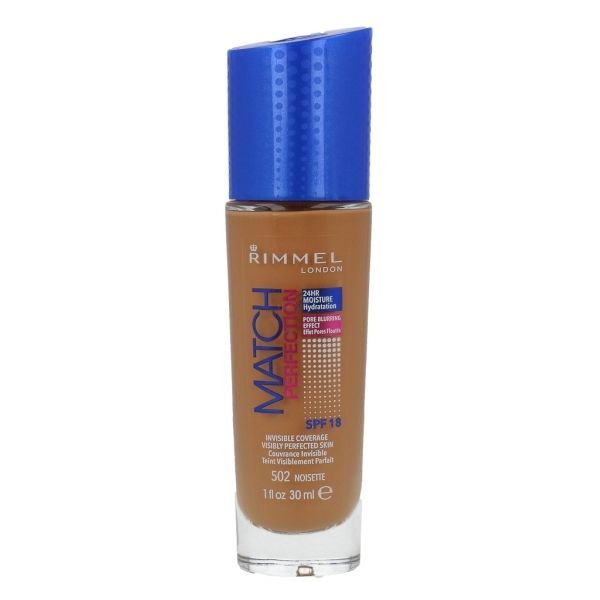 RIMMEL
LONDON
MATCH
PERFECTION
24HR
MOISTURE
Hydratation
PORE BLURRING
EFFECT
Effet Pores Floutés
SPF 18
INVISIBLE COVERAGE
VISIBLY PERFECTED SKIN
Couvrance Invisible
Teint Visiblement Parfait
502 NOISETTE
1 fl oz 30 ml ℮